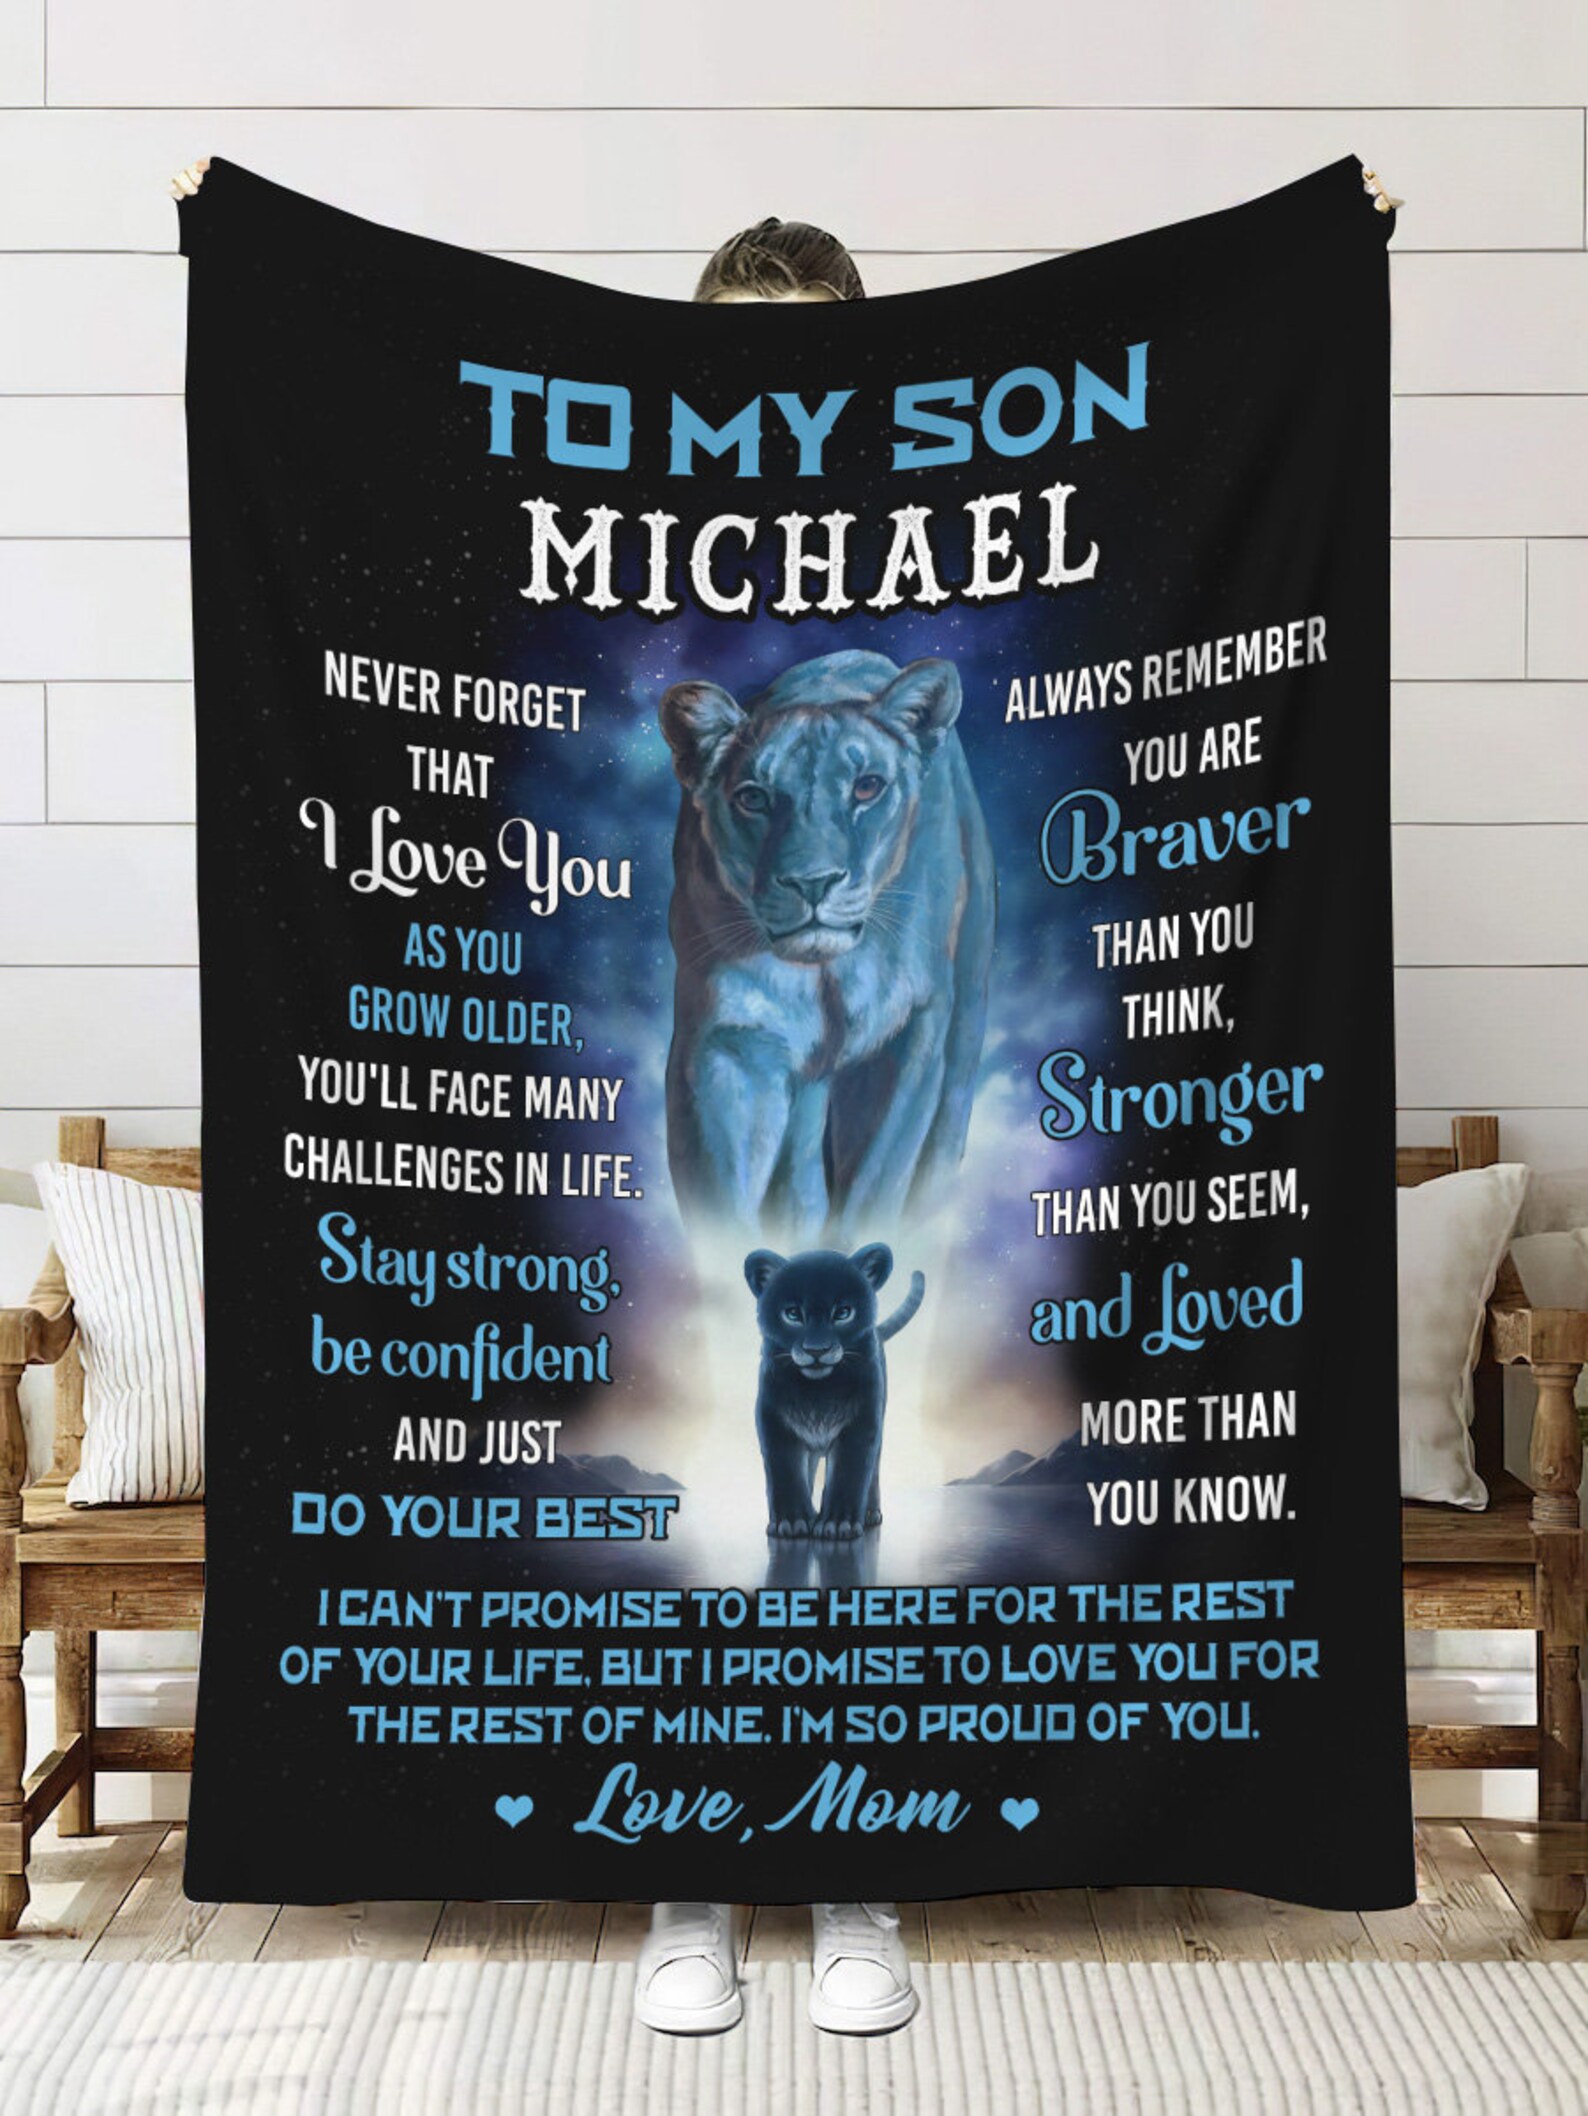 TO MY SON
MICHAEL
NEVER FORGET
THAT
I Love You
AS YOU
GROW OLDER,
YOU'LL FACE MANY
CHALLENGES IN LIFE.
Stay strong,
be confident
AND JUST
DO YOUR BEST
ALWAYS REMEMBER
YOU ARE
Braver
THAN YOU
THINK,
Stronger
THAN YOU SEEM,
and Loved
MORE THAN
YOU KNOW.
I CAN'T PROMISE TO BE HERE FOR THE REST
OF YOUR LIFE, BUT I PROMISE TO LOVE YOU FOR
THE REST OF MINE. I'M SO PROUD OF YOU.
Love, Mom